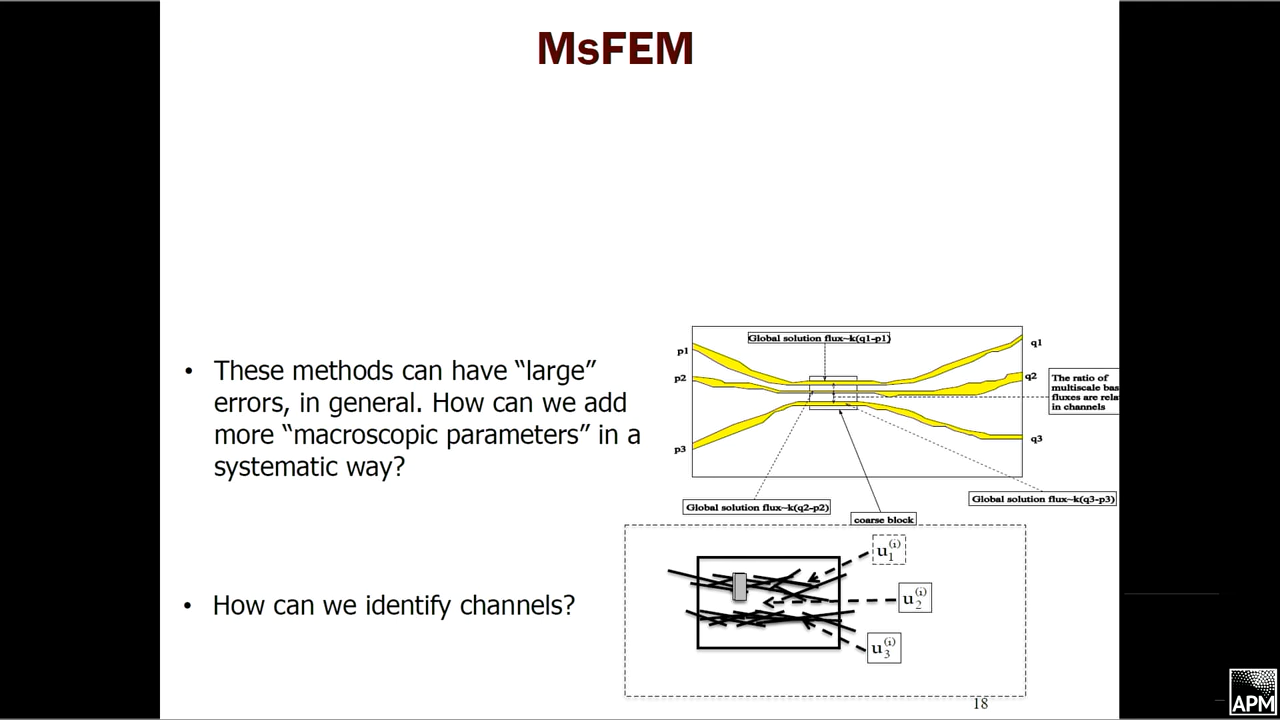 MsFEM
• These methods can have “large”
errors, in general. How can we add
more “macroscopic parameters” in a
systematic way?
• How can we identify channels?
Global solution flux~k(q1-p1)
p1
p2
p3
q1
q2
q3
The ratio of
multiscale bas
fluxes are rela
in channels
Global solution flux~k(q2-p2)
Global solution flux~k(q3-p3)
coarse block
u₁⁽ⁱ⁾
u₂⁽ⁱ⁾
u₃⁽ⁱ⁾
18
APM